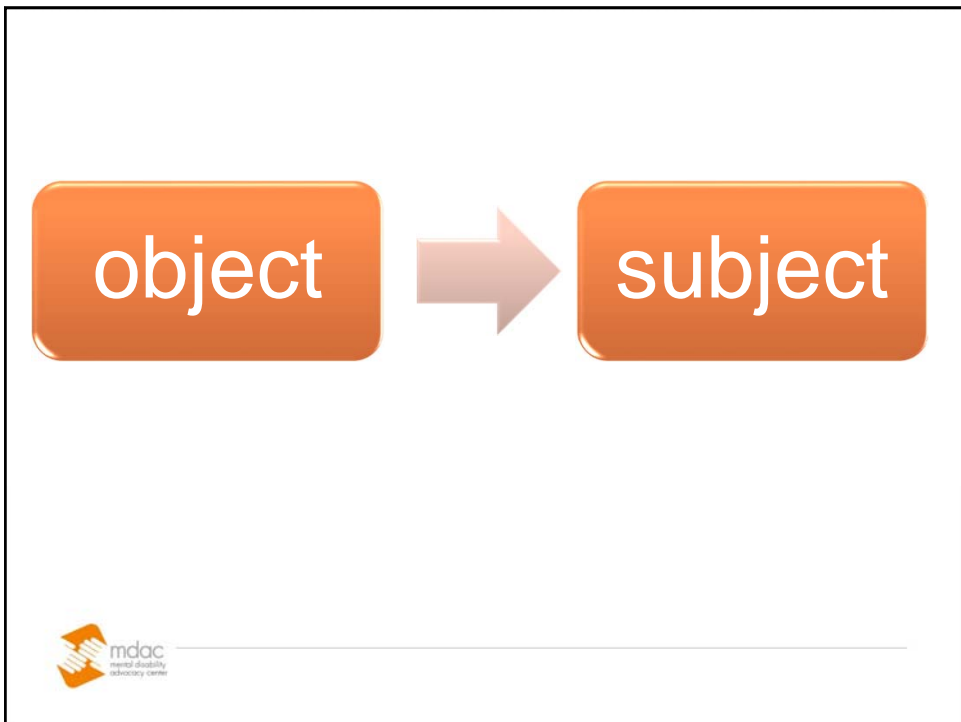 object
subject
mdac
mental disability
advocacy center